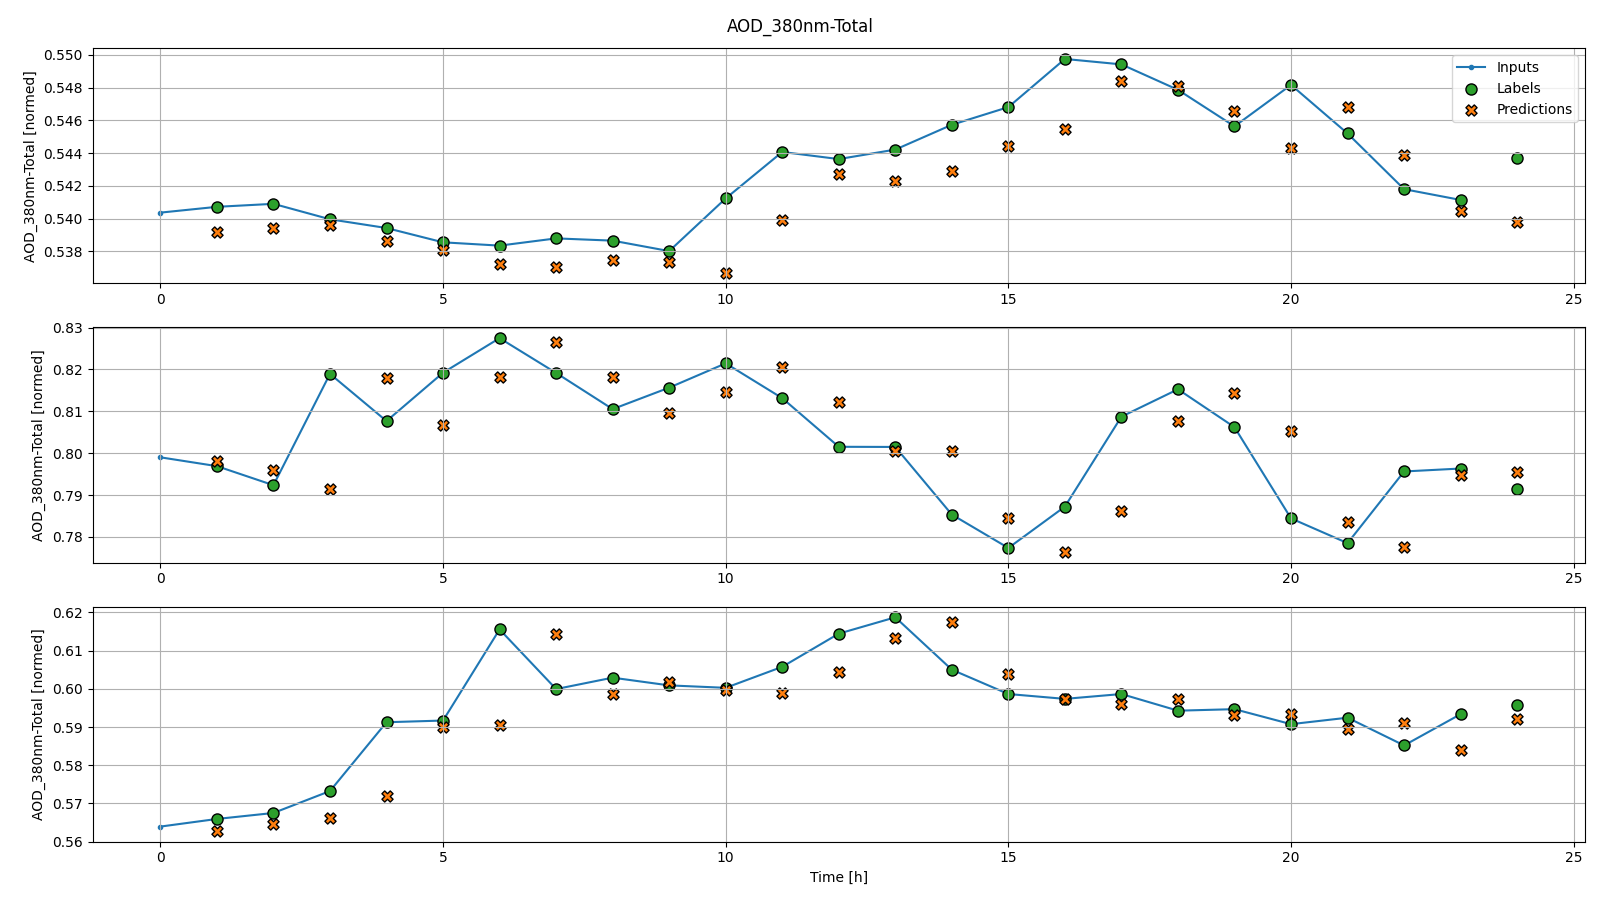 AOD_380nm-Total
AOD_380nm-Total [normed]
0.550
0.548
0.546
0.544
0.542
0.540
0.538
0 5 10 15 20 25
Inputs
Labels
Predictions
AOD_380nm-Total [normed]
0.83
0.82
0.81
0.80
0.79
0.78
0 5 10 15 20 25
AOD_380nm-Total [normed]
0.62
0.61
0.60
0.59
0.58
0.57
0.56
0 5 10 15 20 25
Time [h]